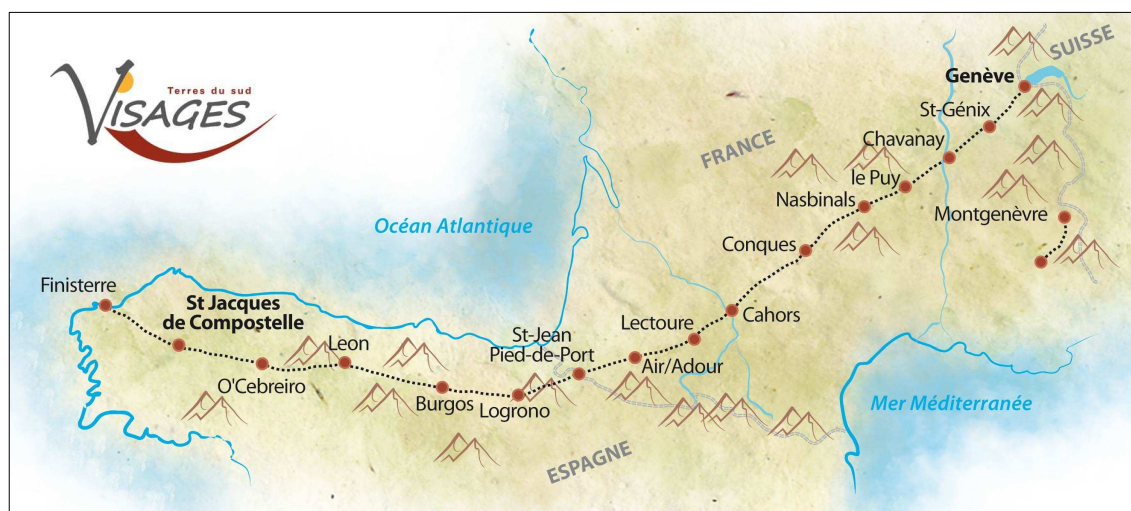 Terres du sud
VISAGES
SUISSE
Genève
St-Génix
Chavanay
FRANCE
le Puy
Nasbinals
Montgenèvre
Océan Atlantique
Conques
Finisterre
St Jacques
de Compostelle
Cahors
Lectoure
St-Jean
Pied-de-Port
Leon
Air/Adour
O'Cebreiro
Burgos
Logrono
Mer Méditerranée
ESPAGNE